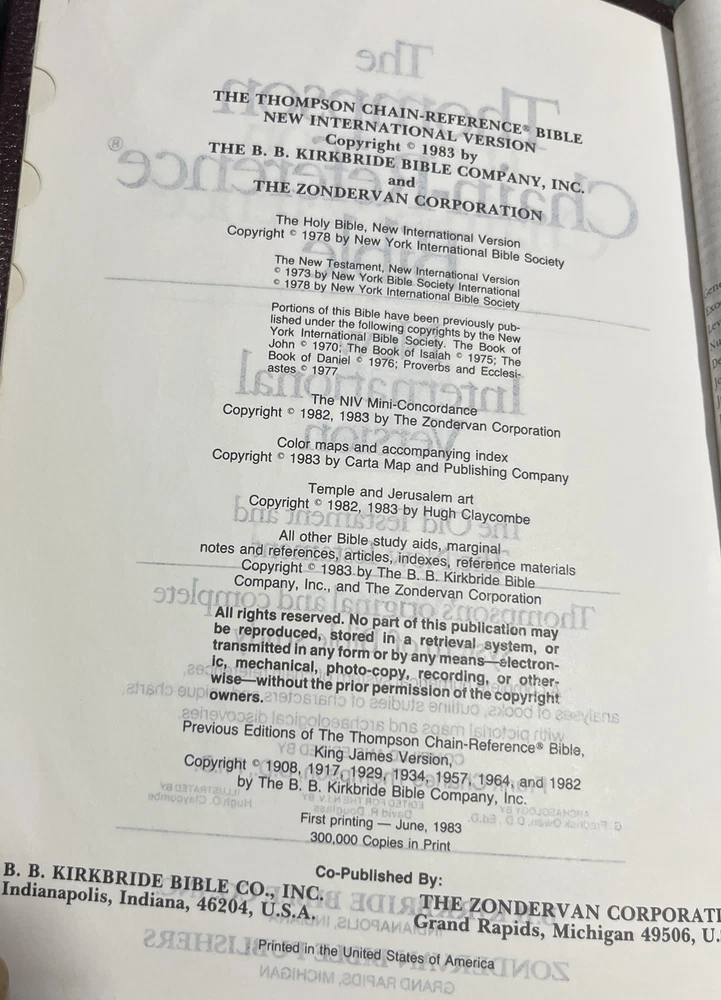 THE THOMPSON CHAIN-REFERENCE® BIBLE
NEW INTERNATIONAL VERSION
Copyright © 1983 by
THE B. B. KIRKBRIDE BIBLE COMPANY, INC.
and
THE ZONDERVAN CORPORATION
The Holy Bible, New International Version
Copyright © 1978 by New York International Bible Society
The New Testament, New International Version
© 1973 by New York Bible Society International
© 1978 by New York International Bible Society
Portions of this Bible have been previously pub-
lished under the following copyrights by the New
York International Bible Society. The Book of
John © 1970; The Book of Isaiah © 1975; The
Book of Daniel © 1976; Proverbs and Ecclesi-
astes © 1977
The NIV Mini-Concordance
Copyright © 1982, 1983 by The Zondervan Corporation
Color maps and accompanying index
Copyright © 1983 by Carta Map and Publishing Company
Temple and Jerusalem art
Copyright © 1982, 1983 by Hugh Claycombe
All other Bible study aids, marginal
notes and references, articles, indexes, reference materials
Copyright © 1983 by The B. B. Kirkbride Bible
Company, Inc., and The Zondervan Corporation
All rights reserved. No part of this publication may
be reproduced, stored in a retrieval system, or
transmitted in any form or by any means—electron-
ic, mechanical, photo-copy, recording, or other-
wise—without the prior permission of the copyright
owners.
Previous Editions of The Thompson Chain-Reference® Bible,
King James Version,
Copyright © 1908, 1917, 1929, 1934, 1957, 1964, and 1982
by The B. B. Kirkbride Bible Company, Inc.
First printing — June, 1983
300,000 Copies in Print
Co-Published By:
B. B. KIRKBRIDE BIBLE CO., INC.
Indianapolis, Indiana, 46204, U.S.A.
THE ZONDERVAN CORPORATI
Grand Rapids, Michigan 49506, U.S
Printed in the United States of America